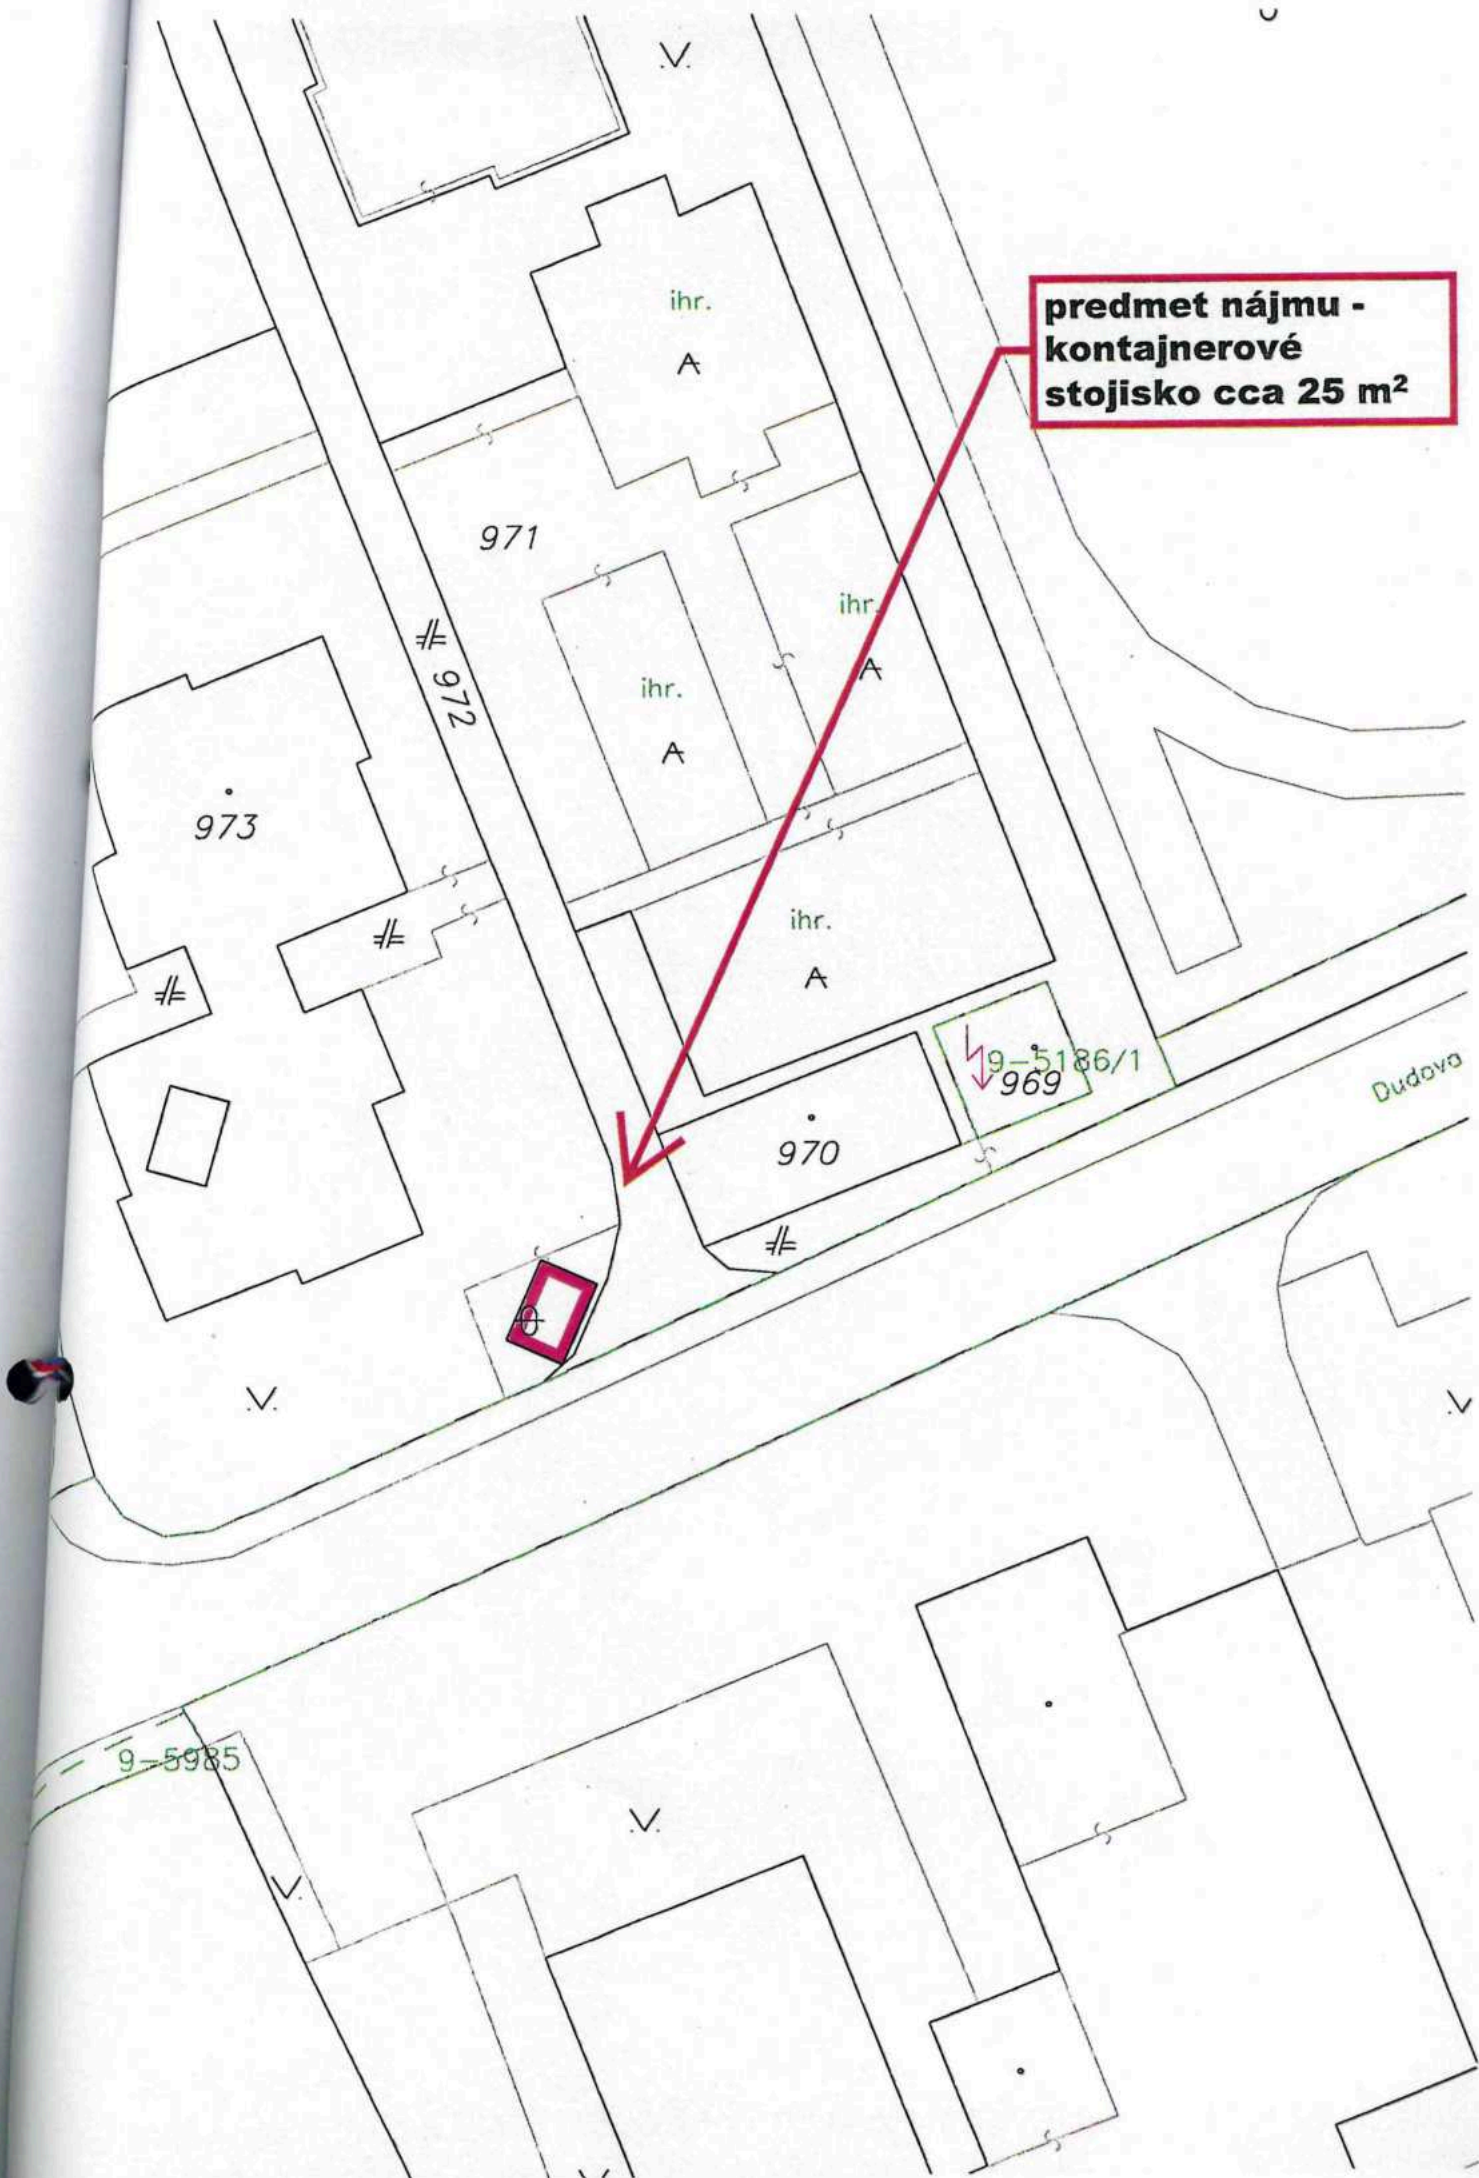 predmet nájmu -
kontajnerové
stojisko cca 25 m²
ihr.
971
ihr.
972
ihr.
973
ihr.
9-5186/1
969
Dudova
970
9-5985